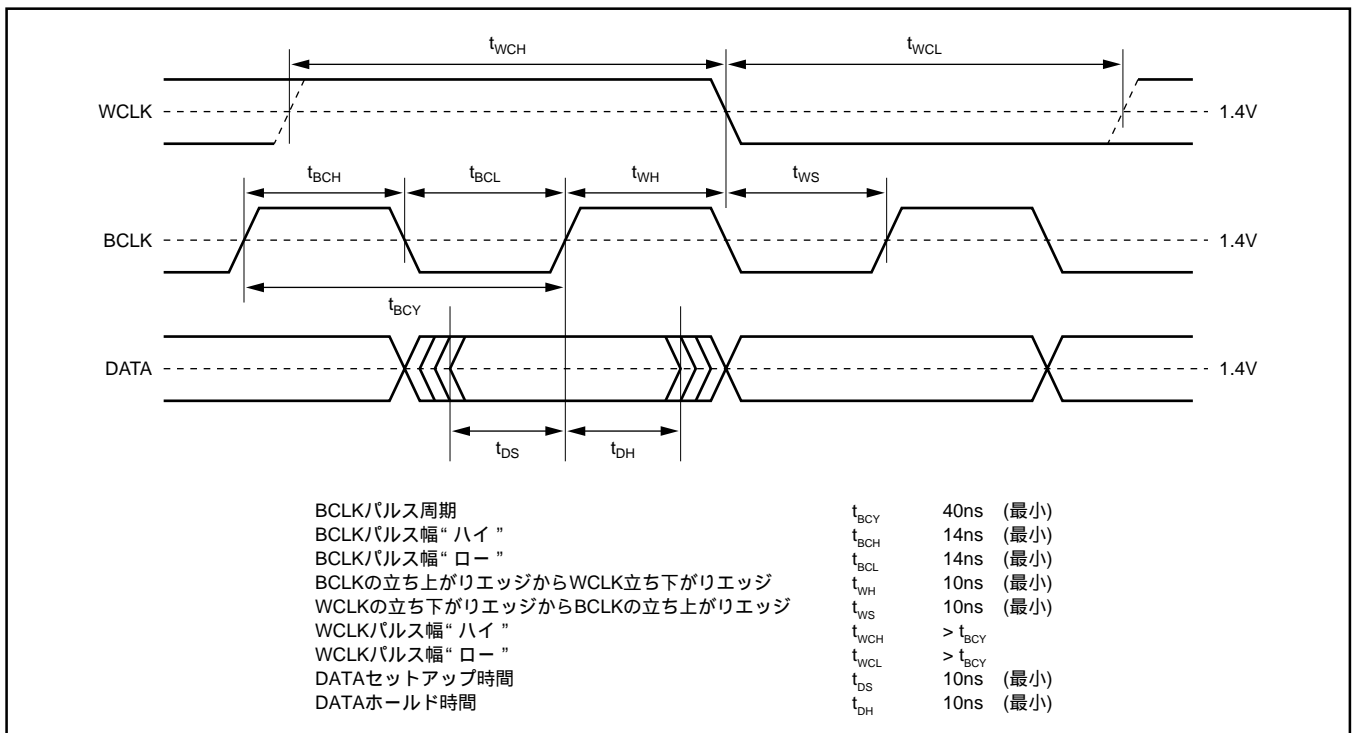 tWCH tWCL
WCLK 1.4V
tBCH tBCL tWH tWS
BCLK 1.4V
tBCY
DATA 1.4V
tDS tDH
BCLKパルス周期 tBCY 40ns (最小)
BCLKパルス幅“ハイ” tBCH 14ns (最小)
BCLKパルス幅“ロー” tBCL 14ns (最小)
BCLKの立ち上がりエッジからWCLK立ち下がりエッジ tWH 10ns (最小)
WCLKの立ち下がりエッジからBCLKの立ち上がりエッジ tWS 10ns (最小)
WCLKパルス幅“ハイ” tWCH > tBCY
WCLKパルス幅“ロー” tWCL > tBCY
DATAセットアップ時間 tDS 10ns (最小)
DATAホールド時間 tDH 10ns (最小)